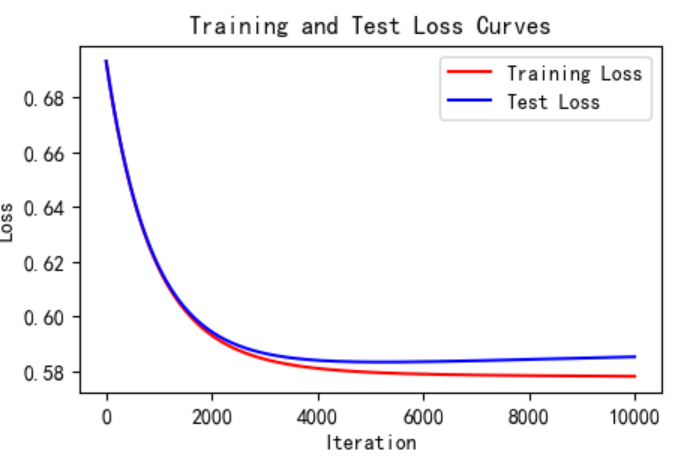 Training and Test Loss Curves
Training Loss
Test Loss
Loss
0.68
0.66
0.64
0.62
0.60
0.58
0 2000 4000 6000 8000 10000
Iteration